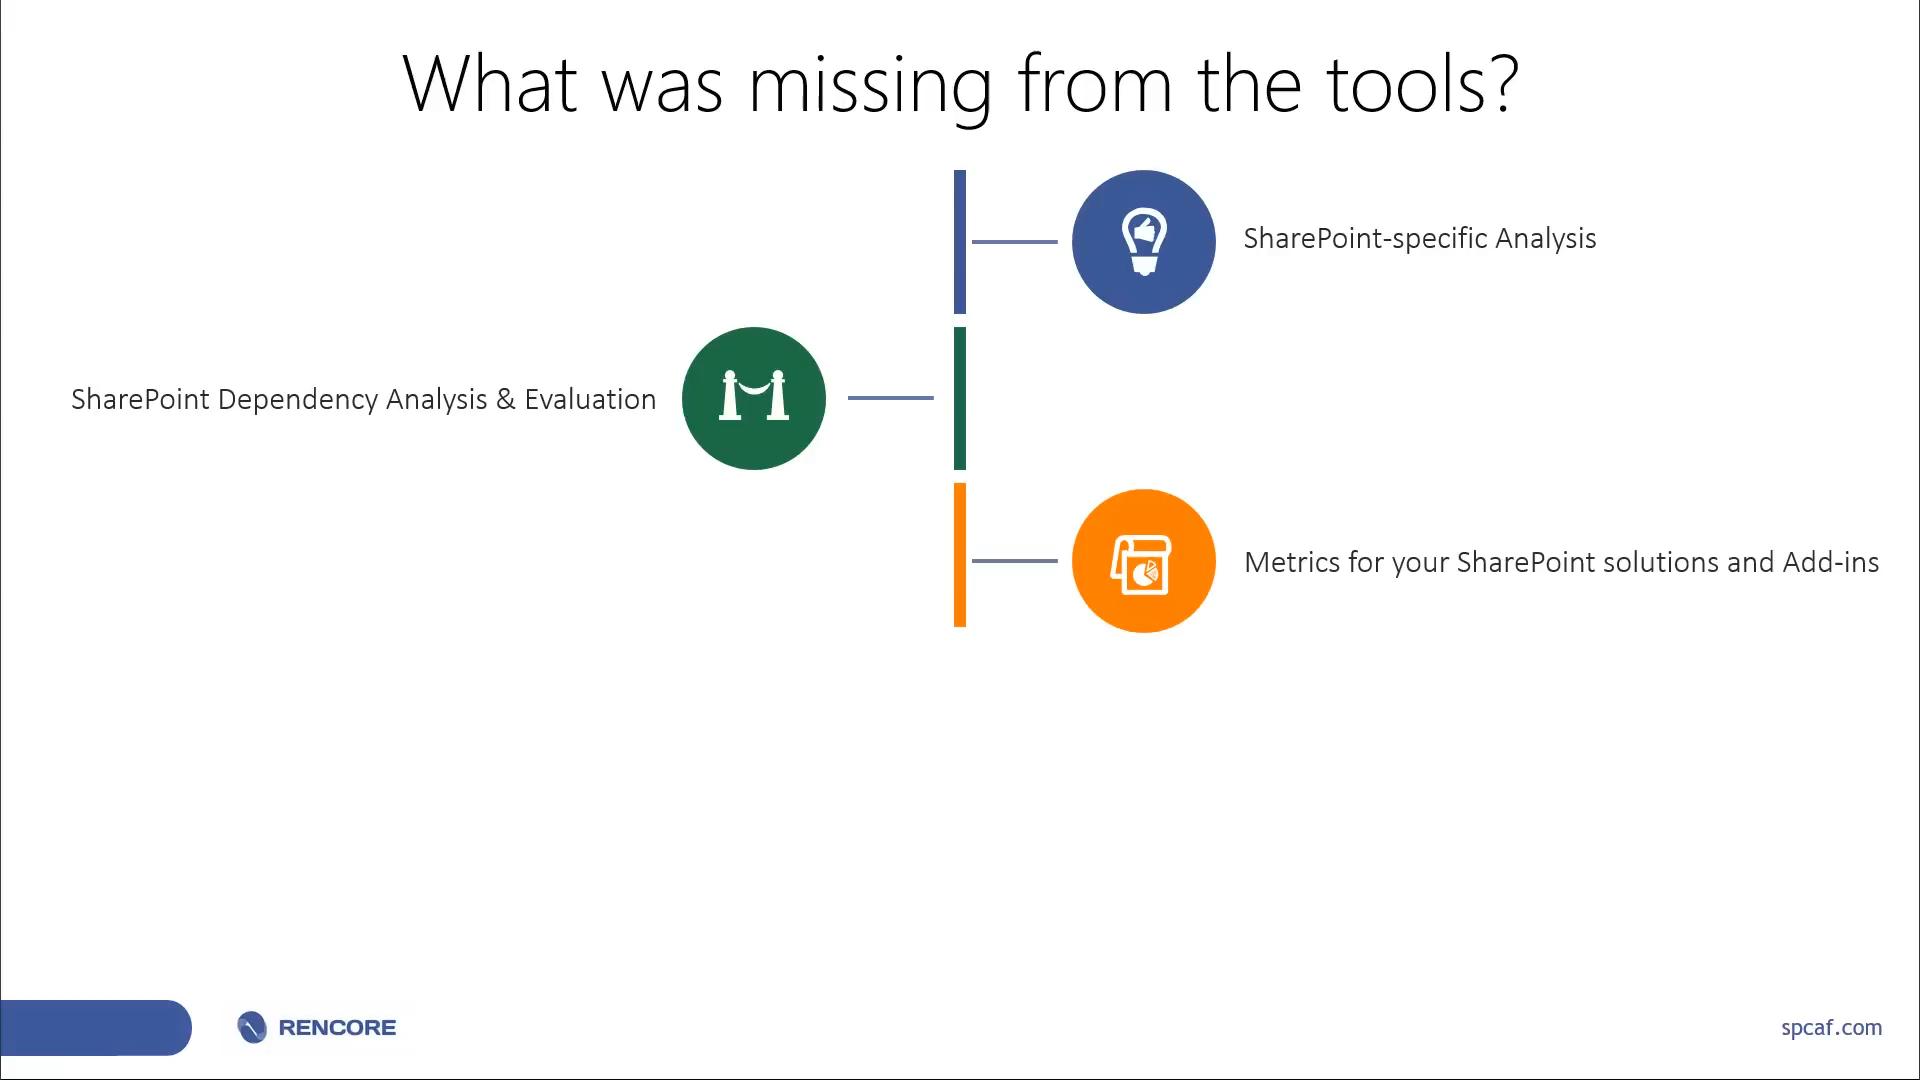 What was missing from the tools?
SharePoint-specific Analysis
SharePoint Dependency Analysis & Evaluation
Metrics for your SharePoint solutions and Add-ins
RENCORE
spcaf.com